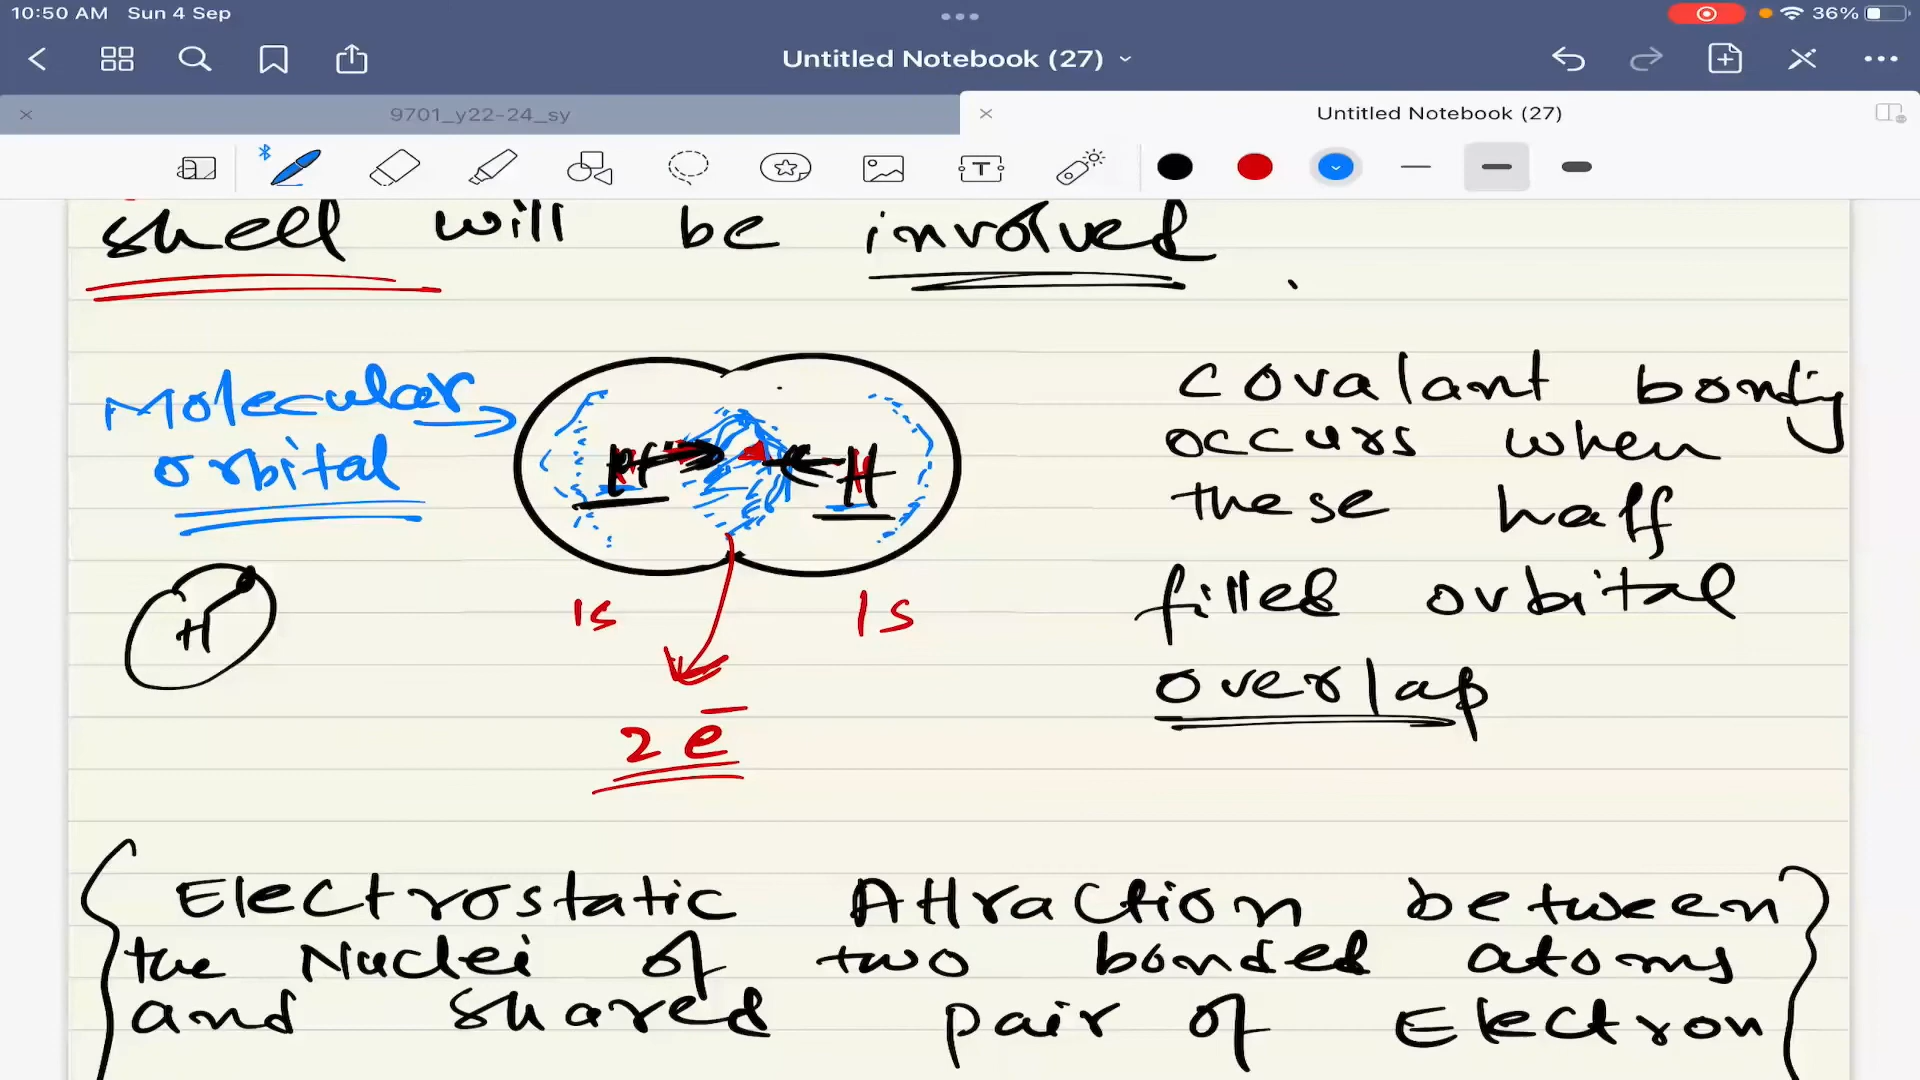 10:50 AM Sun 4 Sep
36%
Untitled Notebook (27)
9701_y22-24_sy
Untitled Notebook (27)
T
shell will be involved.
Molecular
orbital
H
H
H
1s
1s
2 e̅
covalant bonding
occurs when
these half
filled orbital
overlap
Electrostatic Attraction between
the Nuclei of two bonded atoms
and shared pair of Electron